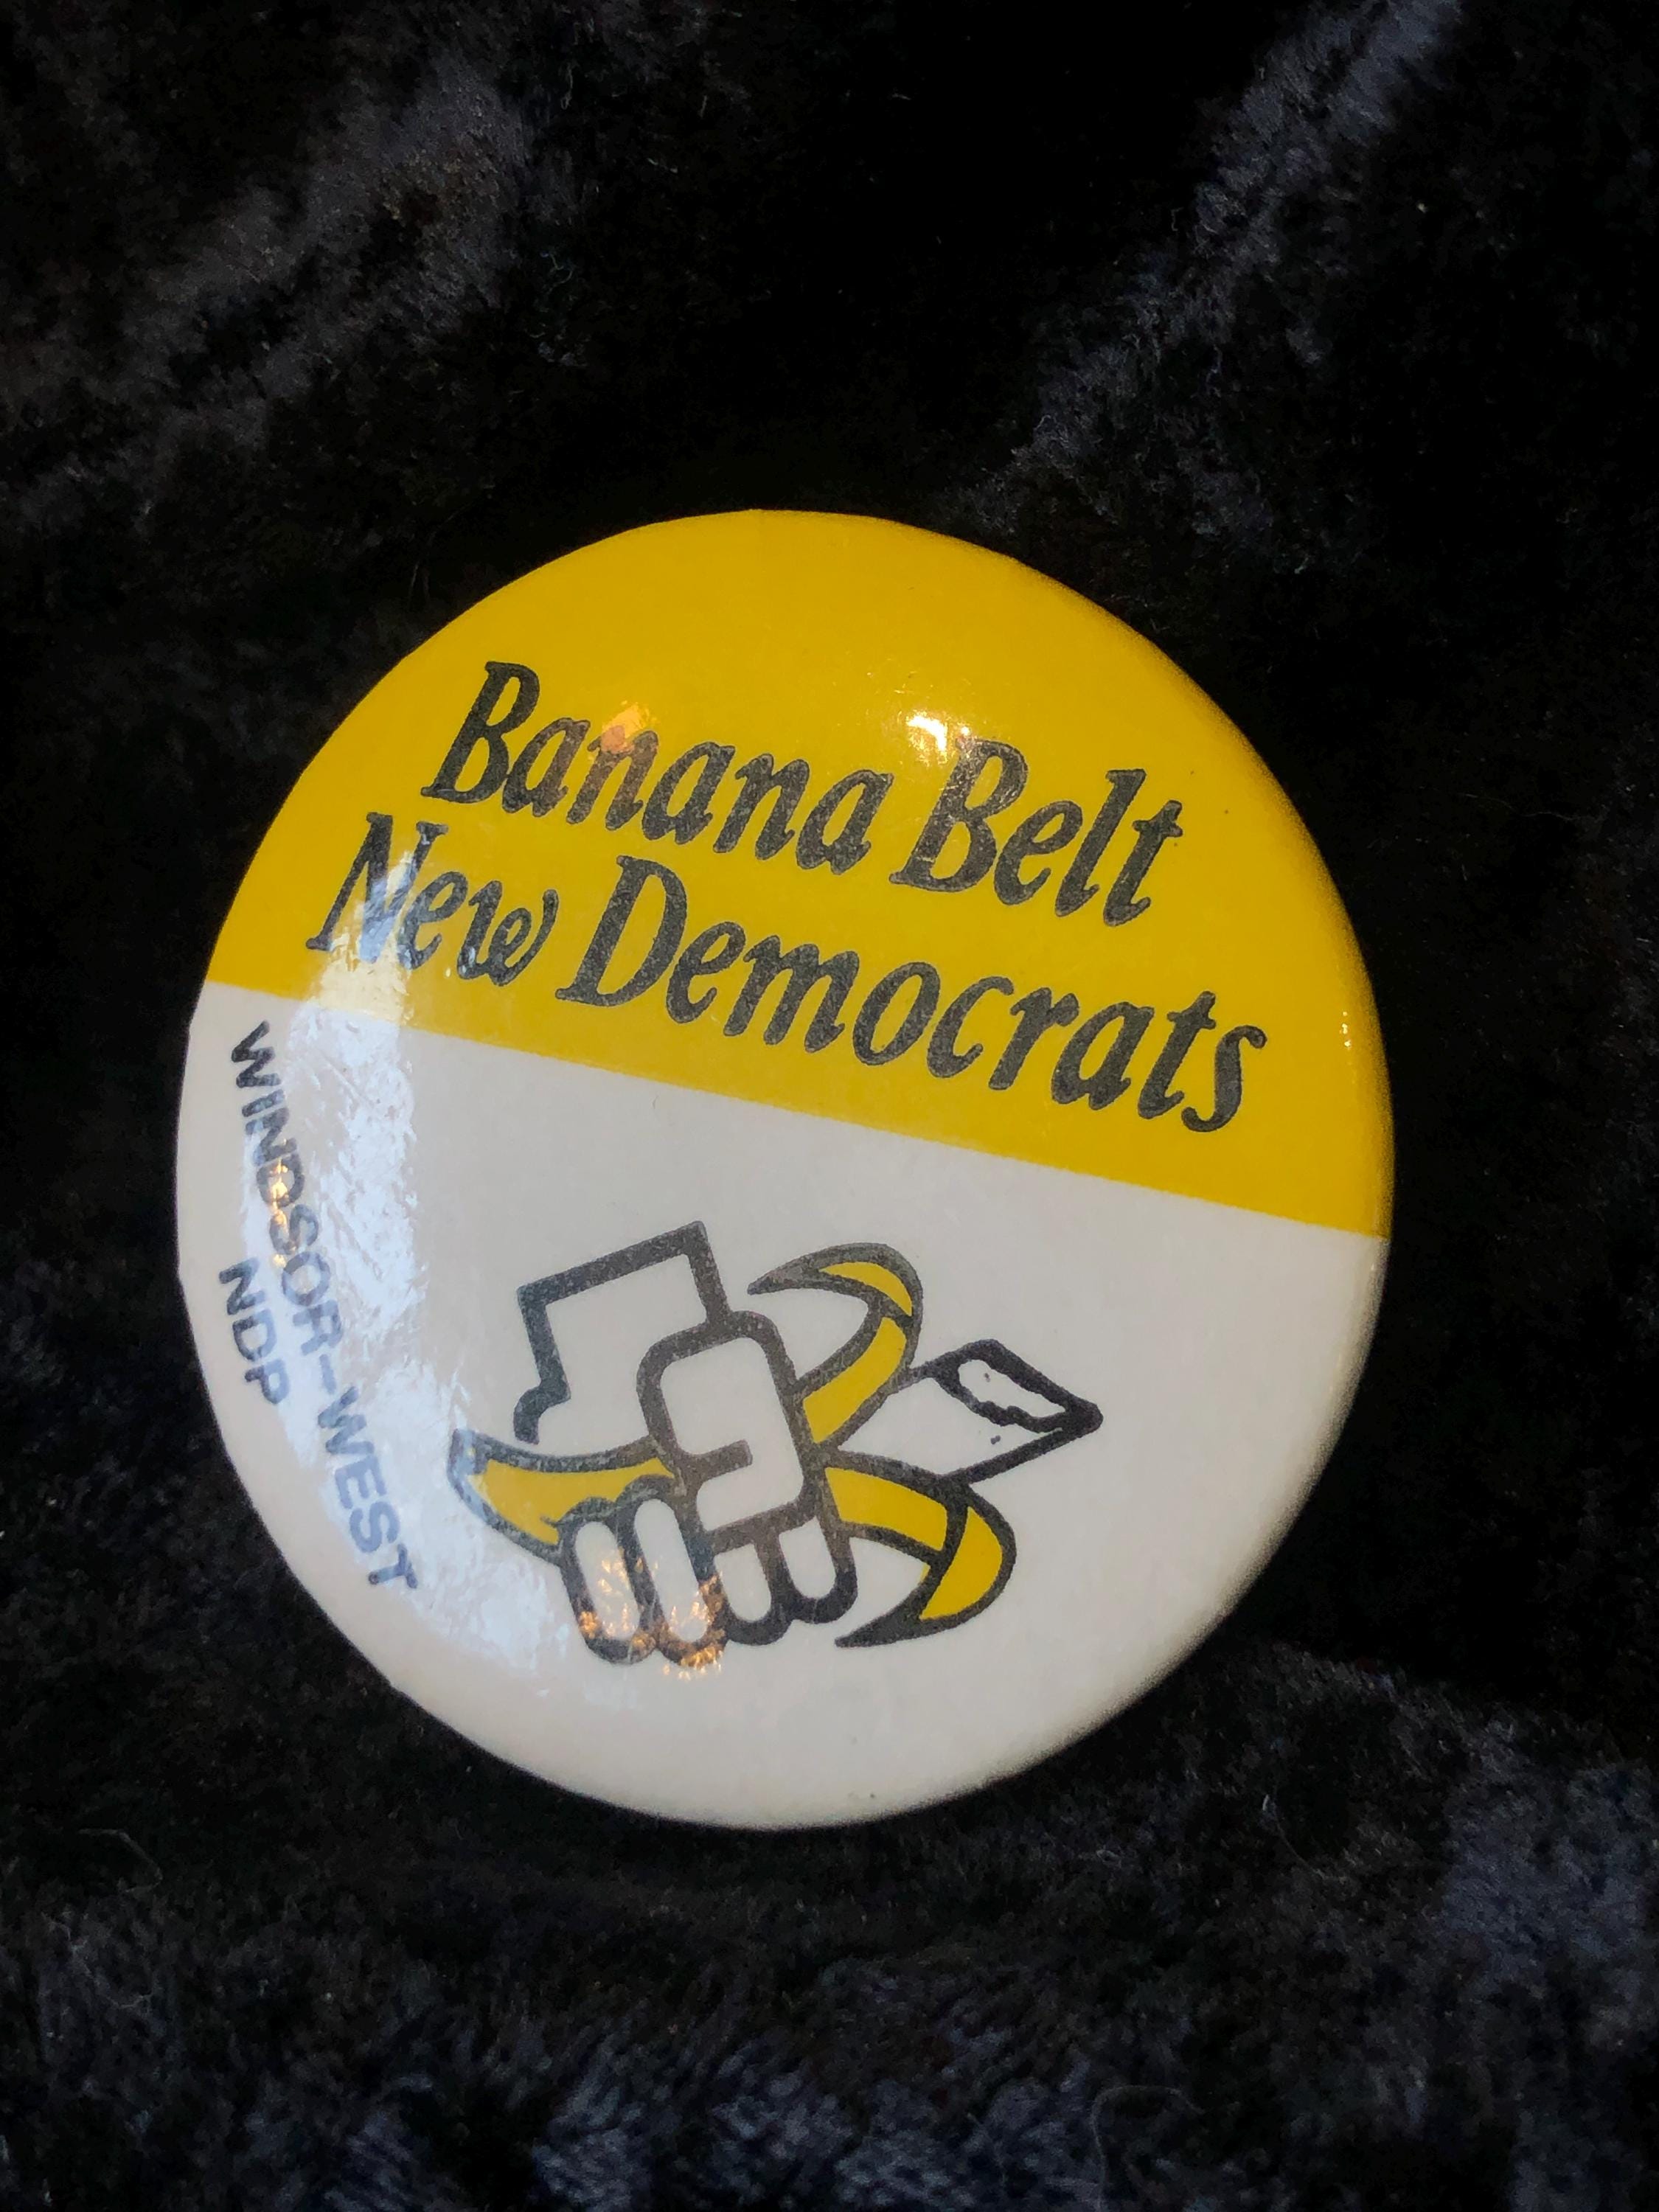 Banana Belt
New Democrats
WINDSOR-WEST
NDP